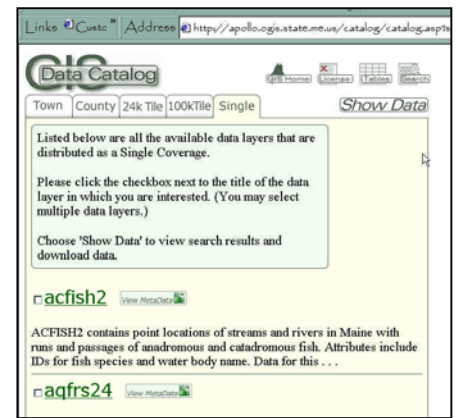 Links Custo » Address http://apollo.ogis.state.me.us/catalog/catalog.asp?s
GIS
Data Catalog
GIS Home License Tables Search
Town County 24k Tile 100kTile Single Show Data
Listed below are all the available data layers that are
distributed as a Single Coverage.
Please click the checkbox next to the title of the data
layer in which you are interested. (You may select
multiple data layers.)
Choose 'Show Data' to view search results and
download data.
acfish2 View MetaData
ACFISH2 contains point locations of streams and rivers in Maine with
runs and passages of anadromous and catadromous fish. Attributes include
IDs for fish species and water body name. Data for this . . .
aqfrs24 View MetaData